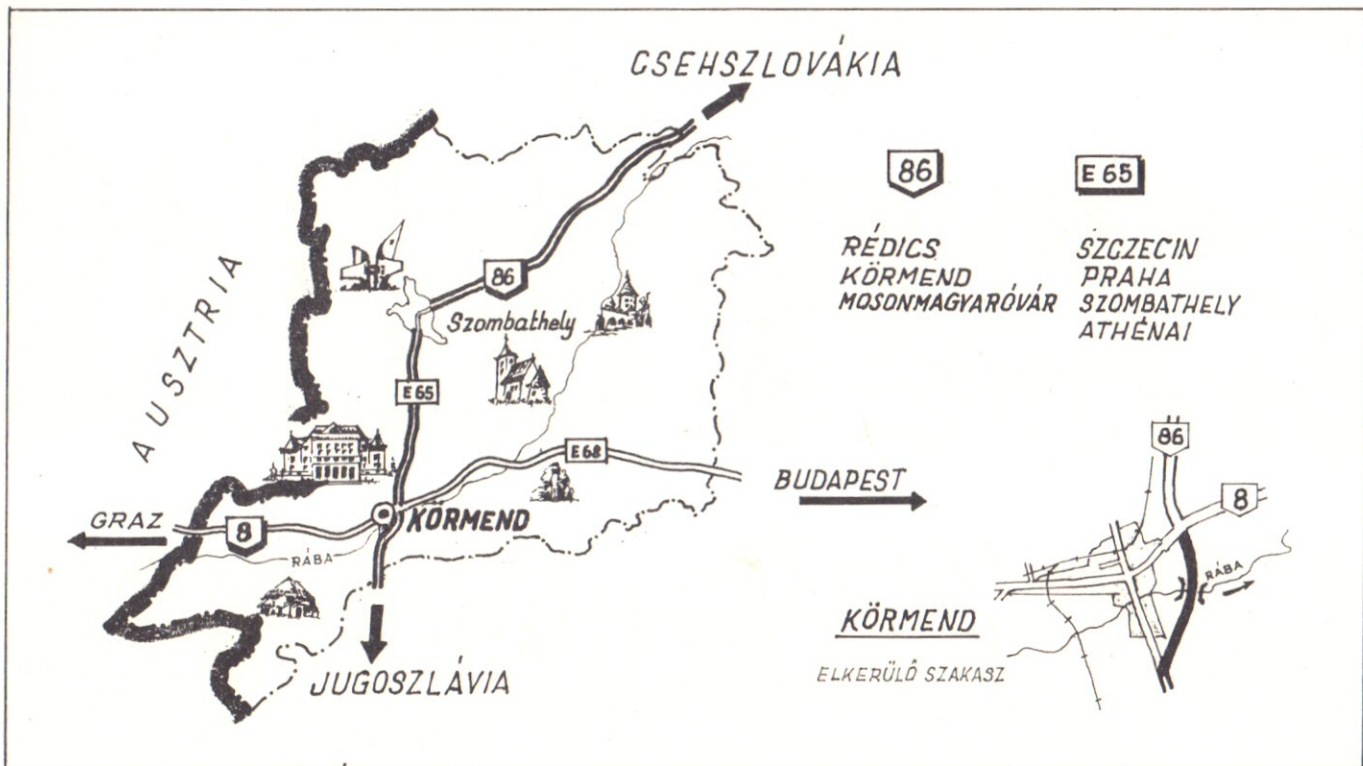 CSEHSZLOVÁKIA
86
E 65
RÉDICS
KÖRMEND
MOSONMAGYARÓVÁR
SZCZECIN
PRAHA
SZOMBATHELY
ATHÉNAI
AUSZTRIA
86
Szombathely
E 65
E 68
BUDAPEST
GRAZ
8
KÖRMEND
RÁBA
JUGOSZLÁVIA
86
8
RÁBA
KÖRMEND
ELKERÜLŐ SZAKASZ